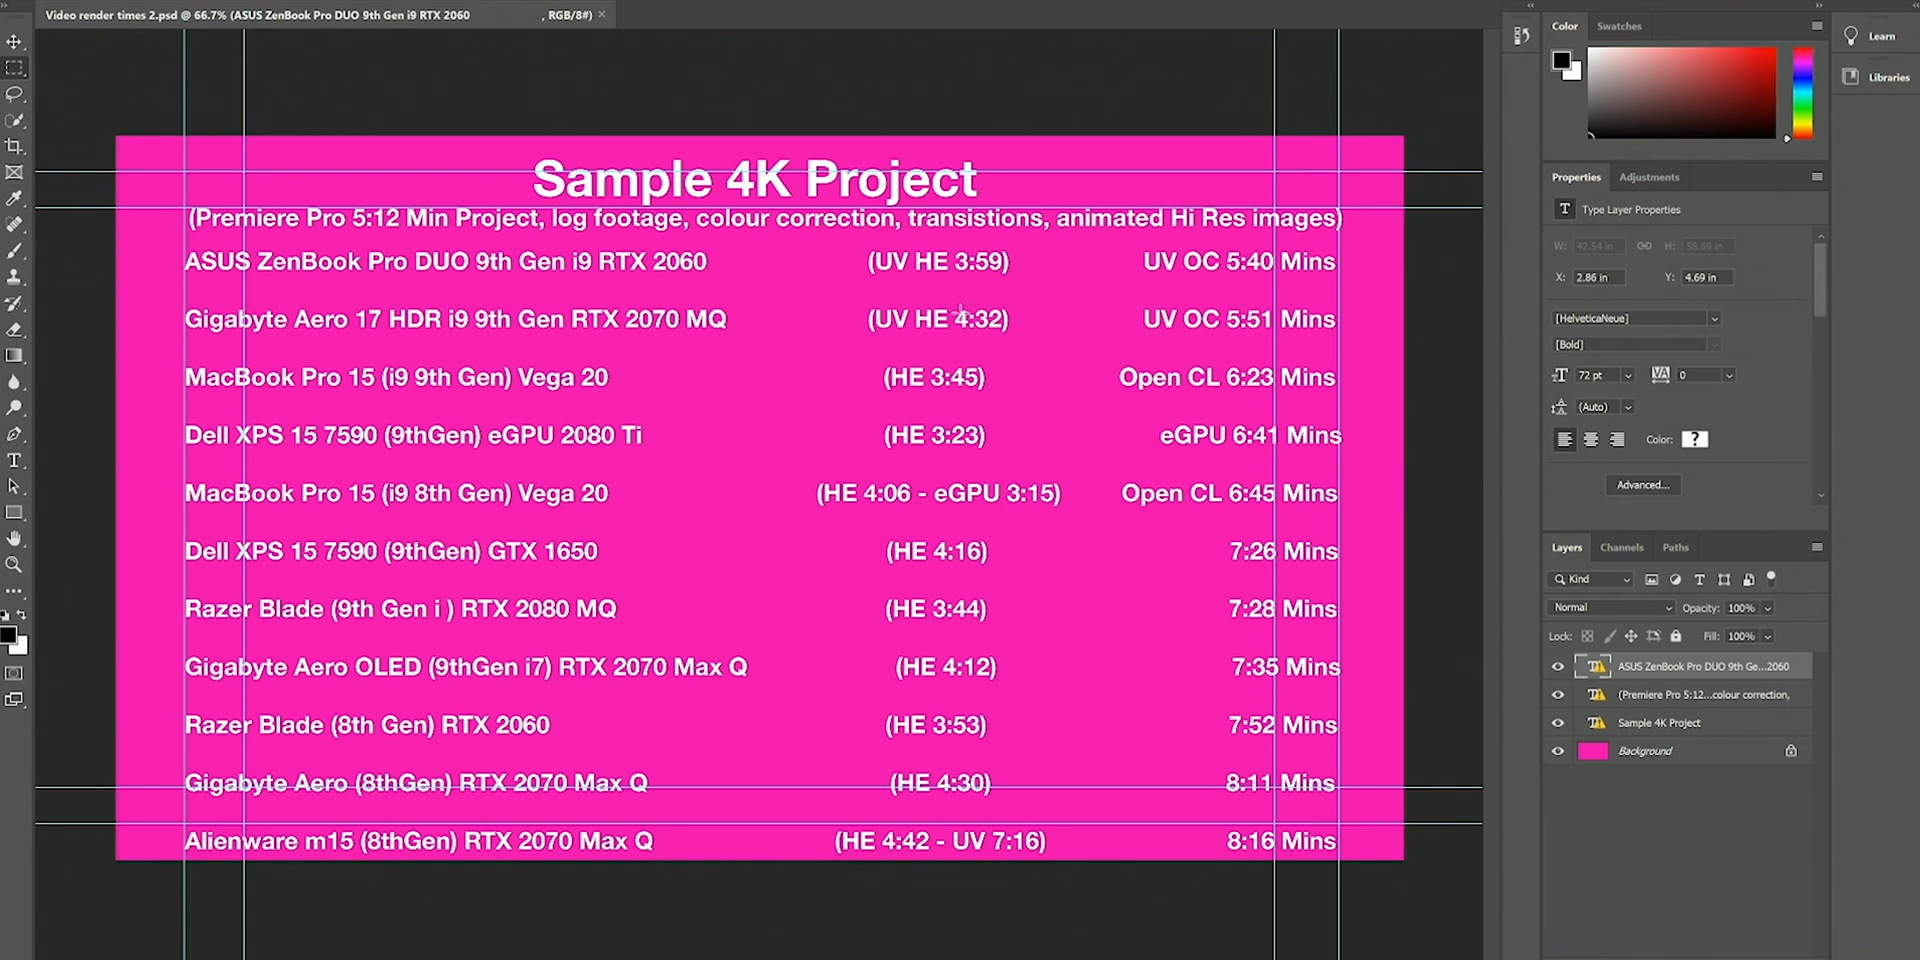 Video render times 2.psd @ 66.7% (ASUS ZenBook Pro DUO 9th Gen i9 RTX 2060 , RGB/8#) ×
Sample 4K Project
(Premiere Pro 5:12 Min Project, log footage, colour correction, transistions, animated Hi Res images)
ASUS ZenBook Pro DUO 9th Gen i9 RTX 2060 (UV HE 3:59) UV OC 5:40 Mins
Gigabyte Aero 17 HDR i9 9th Gen RTX 2070 MQ (UV HE 4:32) UV OC 5:51 Mins
MacBook Pro 15 (i9 9th Gen) Vega 20 (HE 3:45) Open CL 6:23 Mins
Dell XPS 15 7590 (9thGen) eGPU 2080 Ti (HE 3:23) eGPU 6:41 Mins
MacBook Pro 15 (i9 8th Gen) Vega 20 (HE 4:06 - eGPU 3:15) Open CL 6:45 Mins
Dell XPS 15 7590 (9thGen) GTX 1650 (HE 4:16) 7:26 Mins
Razer Blade (9th Gen i ) RTX 2080 MQ (HE 3:44) 7:28 Mins
Gigabyte Aero OLED (9thGen i7) RTX 2070 Max Q (HE 4:12) 7:35 Mins
Razer Blade (8th Gen) RTX 2060 (HE 3:53) 7:52 Mins
Gigabyte Aero (8thGen) RTX 2070 Max Q (HE 4:30) 8:11 Mins
Alienware m15 (8thGen) RTX 2070 Max Q (HE 4:42 - UV 7:16) 8:16 Mins
Color Swatches
Learn
Libraries
Properties Adjustments
Type Layer Properties
W: 42.54 in H: 58.69 in
X: 2.86 in Y: 4.69 in
[HelveticaNeue]
[Bold]
72 pt VA 0
(Auto)
Color: ?
Advanced...
Layers Channels Paths
Kind
Normal Opacity: 100%
Lock: Fill: 100%
ASUS ZenBook Pro DUO 9th Ge...2060
(Premiere Pro 5:12...colour correction,
Sample 4K Project
Background